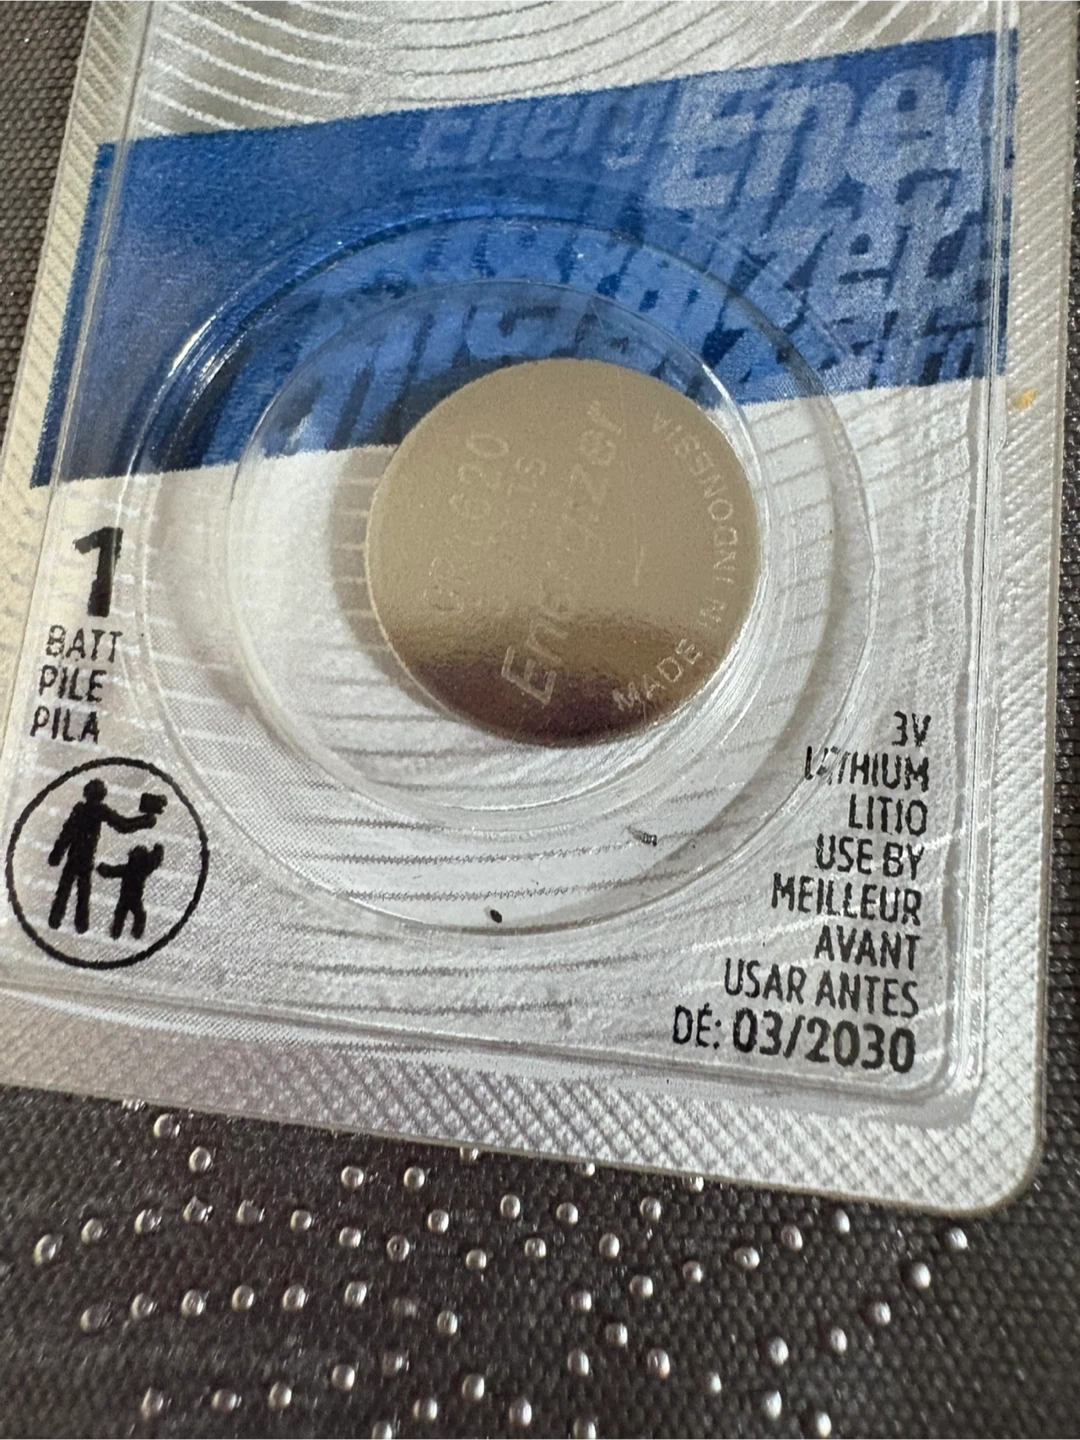 Energizer
1
BATT
PILE
PILA
Energizer
MADE IN INDONESIA
3V
LITHIUM
LITIO
USE BY
MEILLEUR
AVANT
USAR ANTES
DÉ: 03/2030